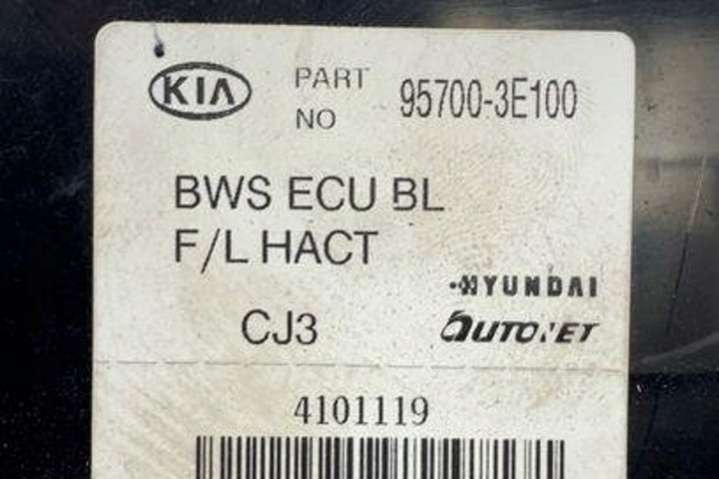 KIA PART NO 95700-3E100
BWS ECU BL
F/L HACT
CJ3
HYUNDAI
AUTONET
4101119